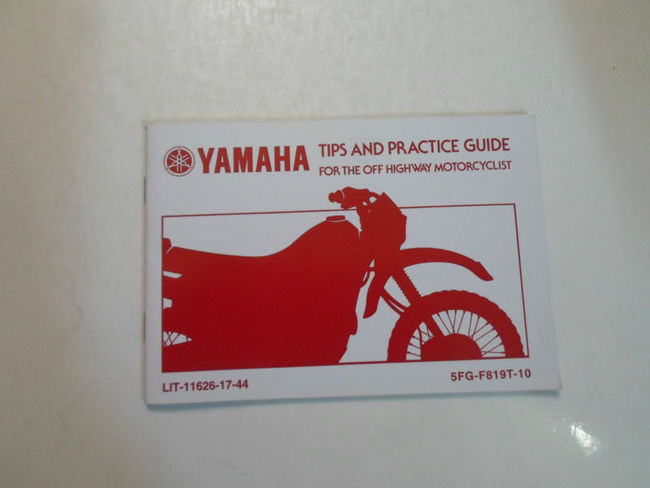 YAMAHA TIPS AND PRACTICE GUIDE
FOR THE OFF HIGHWAY MOTORCYCLIST
LIT-11626-17-44
5FG-F819T-10